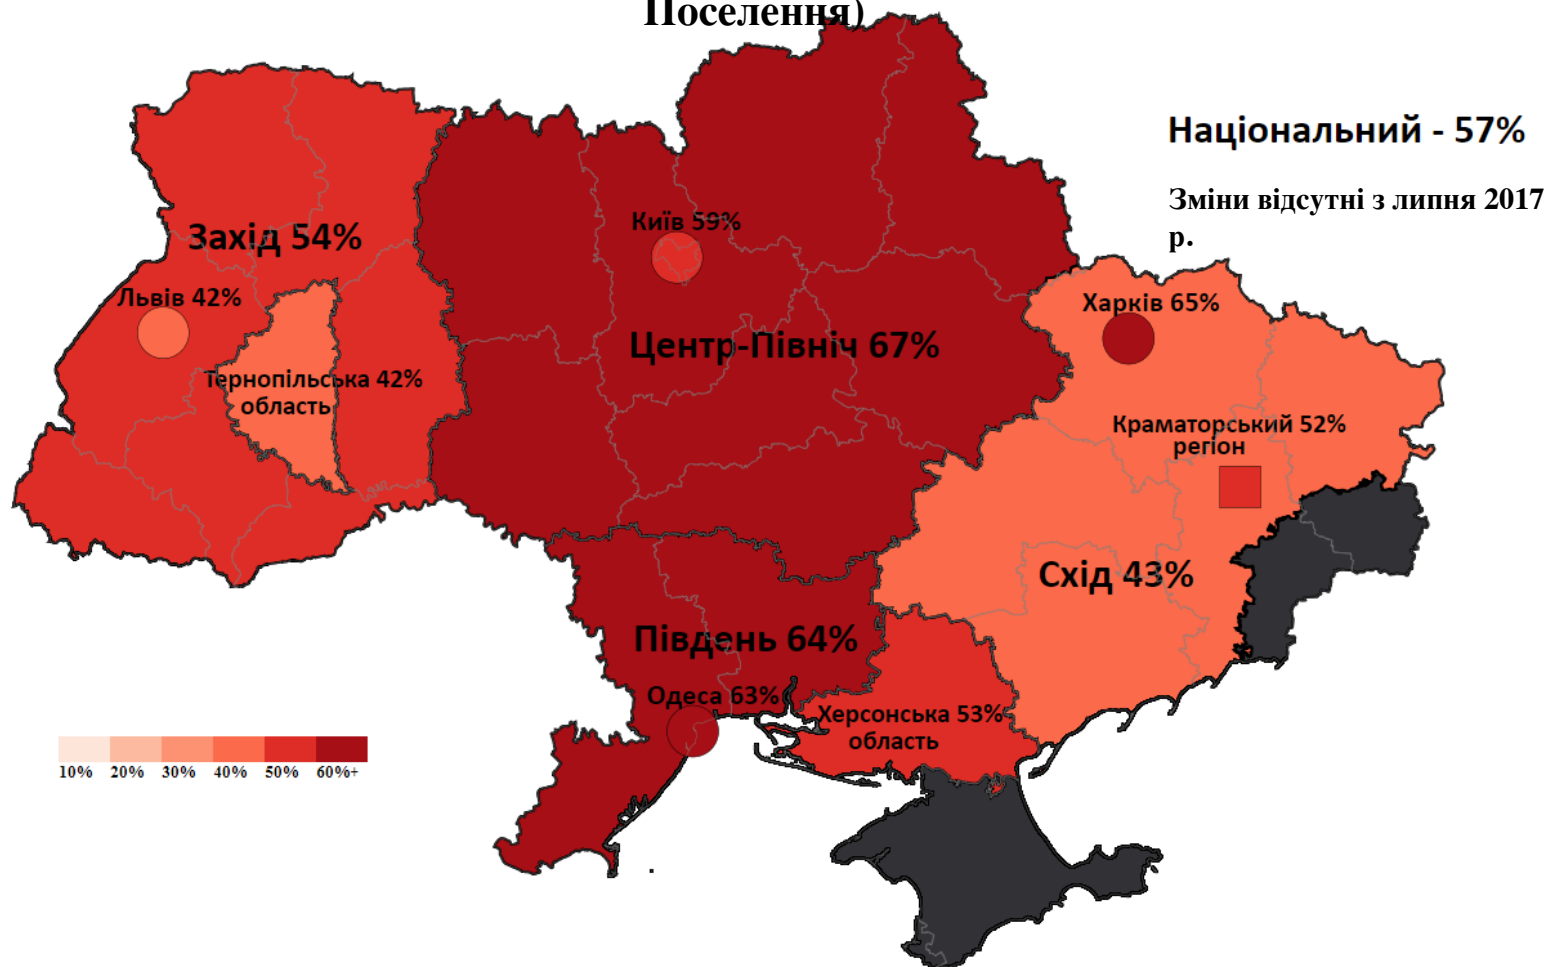 Поселення)
Національний - 57%
Зміни відсутні з липня 2017
р.
Захід 54%
Київ 59%
Львів 42%
Харків 65%
Центр-Північ 67%
Тернопільська 42%
область
Краматорський 52%
регіон
Схід 43%
Південь 64%
Одеса 63%
Херсонська 53%
область
10% 20% 30% 40% 50% 60%+